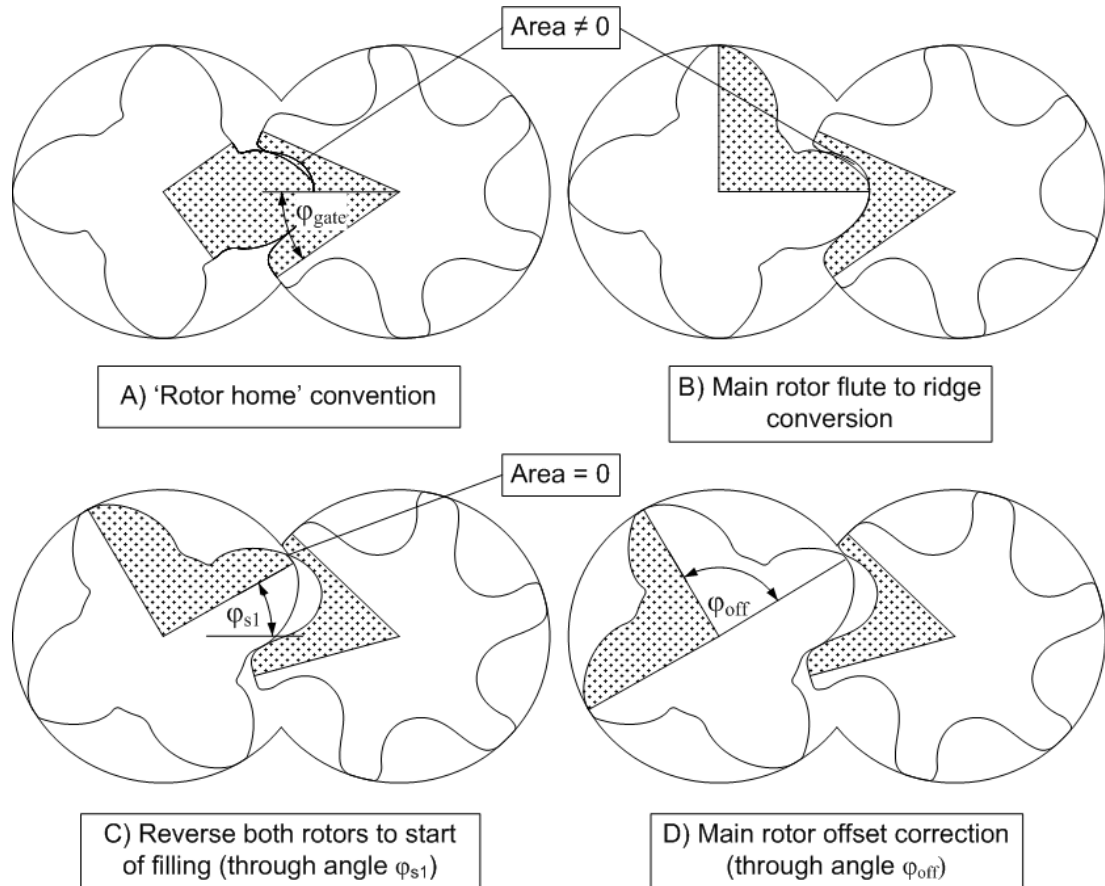 Area ≠ 0
φgate
A) ‘Rotor home’ convention
B) Main rotor flute to ridge
conversion
Area = 0
φs1
φoff
C) Reverse both rotors to start
of filling (through angle φs1)
D) Main rotor offset correction
(through angle φoff)